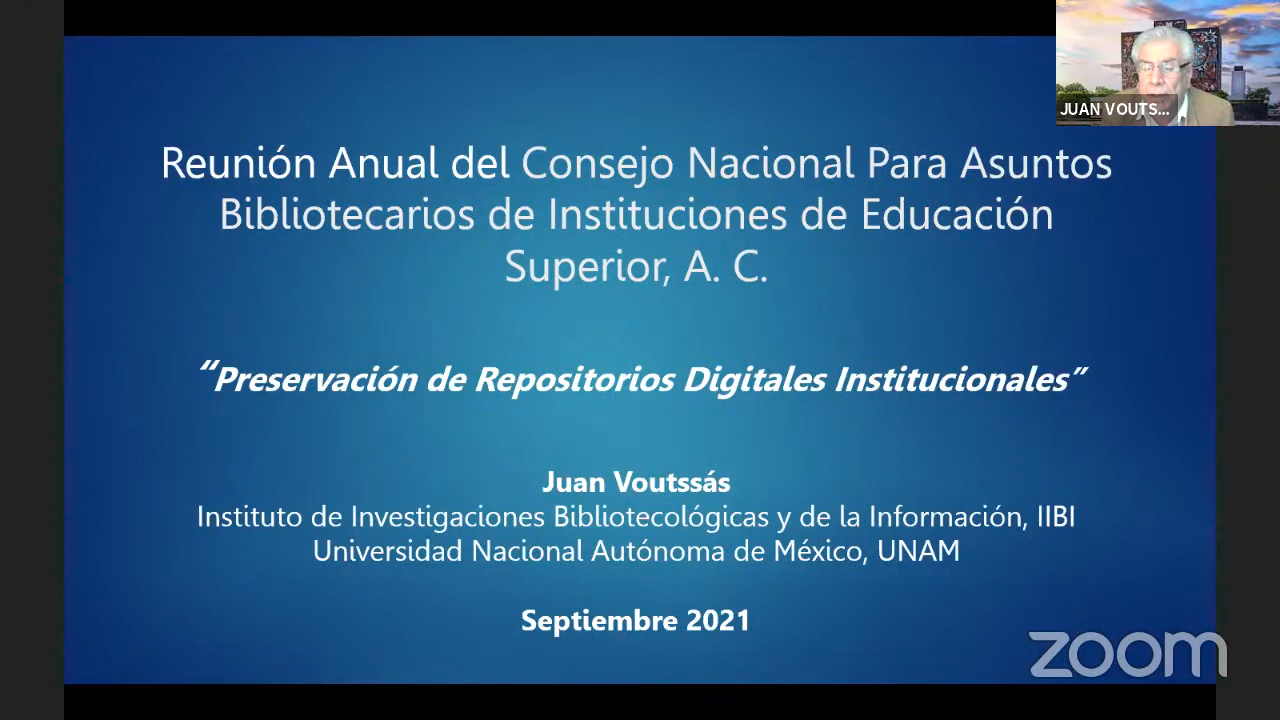 JUAN VOUTS...
Reunión Anual del Consejo Nacional Para Asuntos
Bibliotecarios de Instituciones de Educación
Superior, A. C.
“Preservación de Repositorios Digitales Institucionales”
Juan Voutssás
Instituto de Investigaciones Bibliotecológicas y de la Información, IIBI
Universidad Nacional Autónoma de México, UNAM
Septiembre 2021
zoom